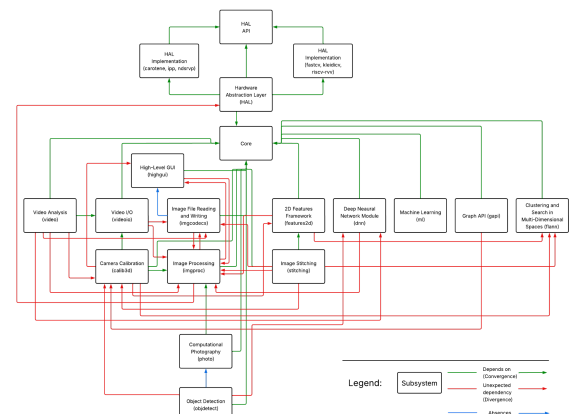 HAL
API
HAL
Implementation
(carotene, ipp, ndsrvp)
HAL
Implementation
(fastcv, kleidicv,
riscv-rvv)
Hardware
Abstraction Layer
(HAL)
Core
High-Level GUI
(highgui)
Video Analysis
(video)
Video I/O
(videoio)
Image File Reading
and Writing
(imgcodecs)
2D Features
Framework
(features2d)
Deep Neaural
Network Module
(dnn)
Machine Learning
(ml)
Graph API (gapi)
Clustering and
Search in
Multi-Dimensional
Spaces (flann)
Camera Calibration
(calib3d)
Image Processing
(imgproc)
Image Stitching
(stitching)
Computational
Photography
(photo)
Object Detection
(objdetect)
Legend:
Subsystem
Depends on
(Convergence)
Unexpected
dependency
(Divergence)
Absences